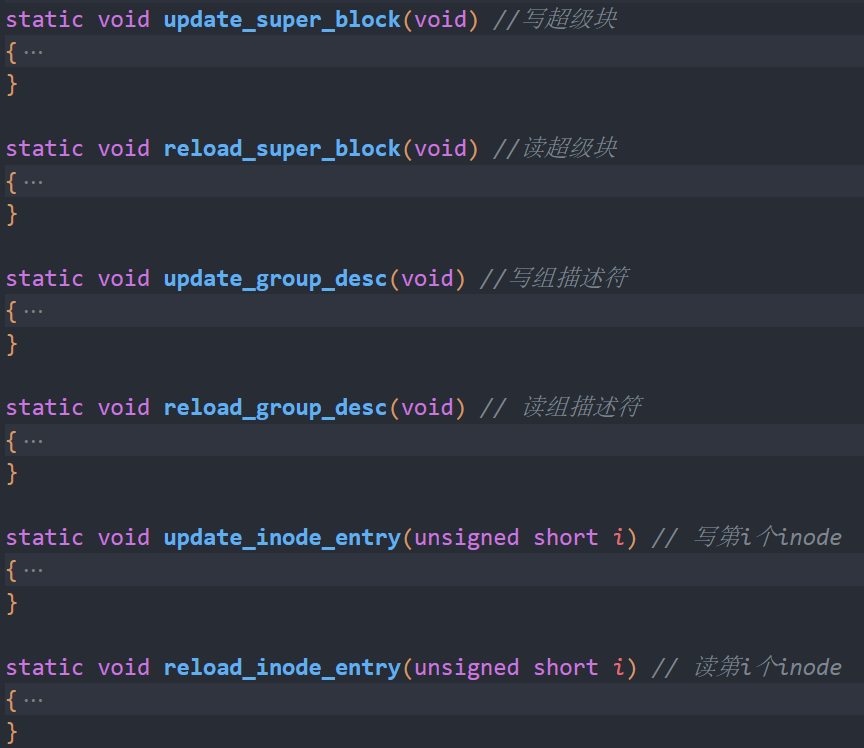 static void update_super_block(void) //写超级块
{ ···
}
static void reload_super_block(void) //读超级块
{ ···
}
static void update_group_desc(void) //写组描述符
{ ···
}
static void reload_group_desc(void) // 读组描述符
{ ···
}
static void update_inode_entry(unsigned short i) // 写第i个inode
{ ···
}
static void reload_inode_entry(unsigned short i) // 读第i个inode
{ ···
}